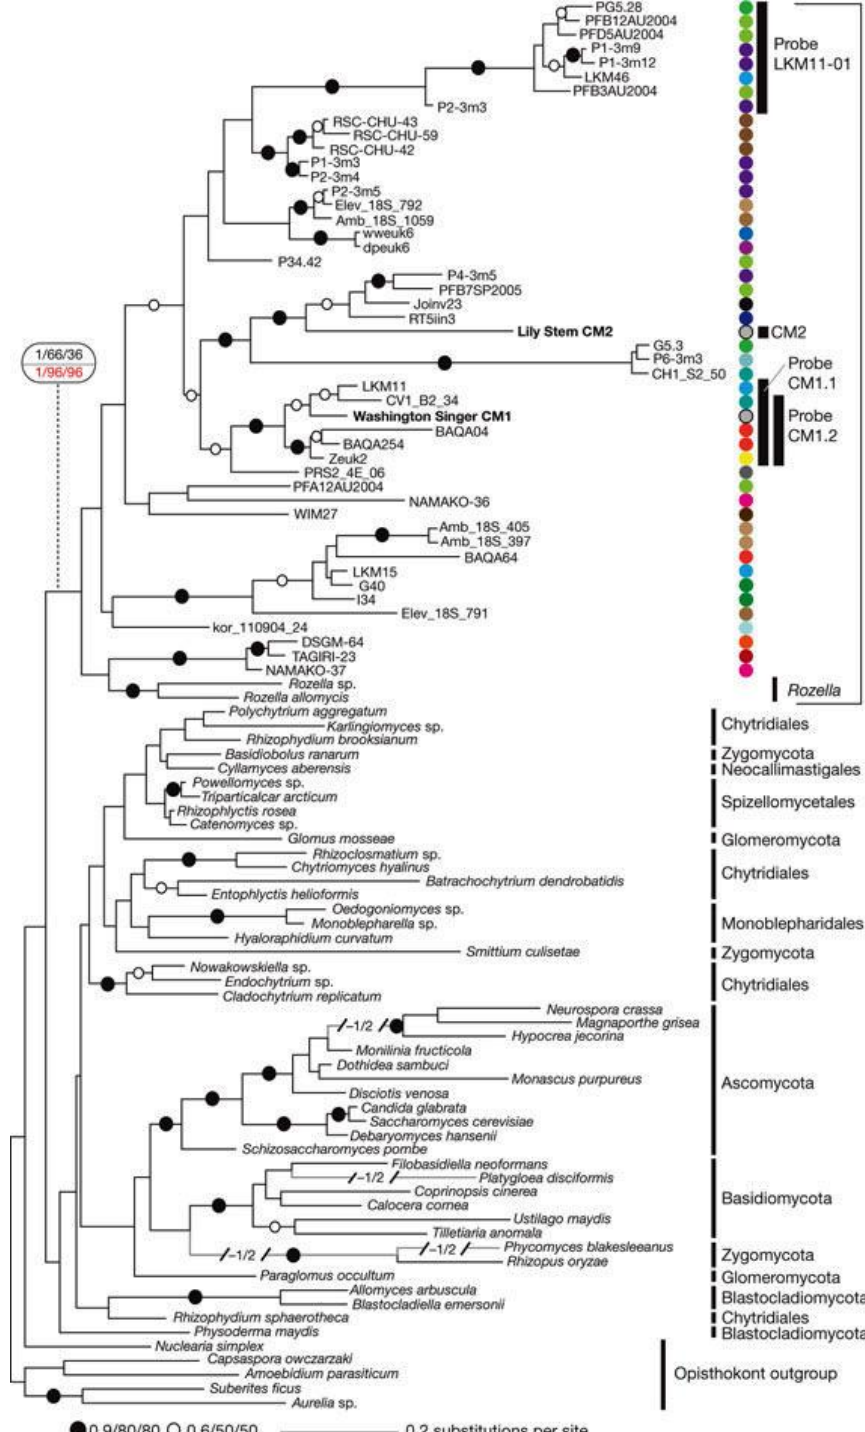 PG5.28
PFB12AU2004
PFD5AU2004
P1-3m9
P1-3m12
LKM46
PFB3AU2004
P2-3m3
Probe
LKM11-01
RSC-CHU-43
RSC-CHU-59
RSC-CHU-42
P1-3m3
P2-3m4
P2-3m5
Elev_18S_792
Amb_18S_1059
wweuk6
dpeuk6
P34.42
P4-3m5
PFB7SP2005
Joinv23
RT5iin3
Lily Stem CM2
CM2
G5.3
P6-3m3
CH1_S2_50
1/66/36
1/96/96
Probe
CM1.1
LKM11
CV1_B2_34
Washington Singer CM1
Probe
CM1.2
BAQA04
BAQA254
Zeuk2
PRS2_4E_06
PFA12AU2004
NAMAKO-36
WIM27
Amb_18S_405
Amb_18S_397
BAQA64
LKM15
G40
I34
Elev_18S_791
kor_110904_24
DSGM-64
TAGIRI-23
NAMAKO-37
Rozella sp.
Rozella
Rozella allomycis
Polychytrium aggregatum
Karlingiomyces sp.
Chytridiales
Rhizophydium brooksianum
Basidiobolus ranarum
Zygomycota
Cyllamyces aberensis
Neocallimastigales
Powellomyces sp.
Triparticalcar arcticum
Spizellomycetales
Rhizophlyctis rosea
Catenomyces sp.
Glomus mosseae
Glomeromycota
Rhizoclosmatium sp.
Chytriomyces hyalinus
Chytridiales
Batrachochytrium dendrobatidis
Entophlyctis helioformis
Oedogoniomyces sp.
Monoblepharella sp.
Monoblepharidales
Hyaloraphidium curvatum
Smittium culisetae
Zygomycota
Nowakowskiella sp.
Endochytrium sp.
Chytridiales
Cladochytrium replicatum
Neurospora crassa
Magnaporthe grisea
–1/2
Hypocrea jecorina
Monilinia fructicola
Dothidea sambuci
Monascus purpureus
Ascomycota
Disciotis venosa
Candida glabrata
Saccharomyces cerevisiae
Debaryomyces hansenii
Schizosaccharomyces pombe
Filobasidiella neoformans
–1/2
Platygloea disciformis
Coprinopsis cinerea
Basidiomycota
Calocera cornea
Ustilago maydis
Tilletiaria anomala
–1/2
–1/2
Phycomyces blakesleeanus
Zygomycota
Rhizopus oryzae
Paraglomus occultum
Glomeromycota
Allomyces arbuscula
Blastocladiomycota
Blastocladiella emersonii
Rhizophydium sphaerotheca
Chytridiales
Physoderma maydis
Blastocladiomycota
Nuclearia simplex
Capsaspora owczarzaki
Opisthokont outgroup
Amoebidium parasiticum
Suberites ficus
Aurelia sp.
0.9/80/80 0.6/50/50 0.2 substitutions per site